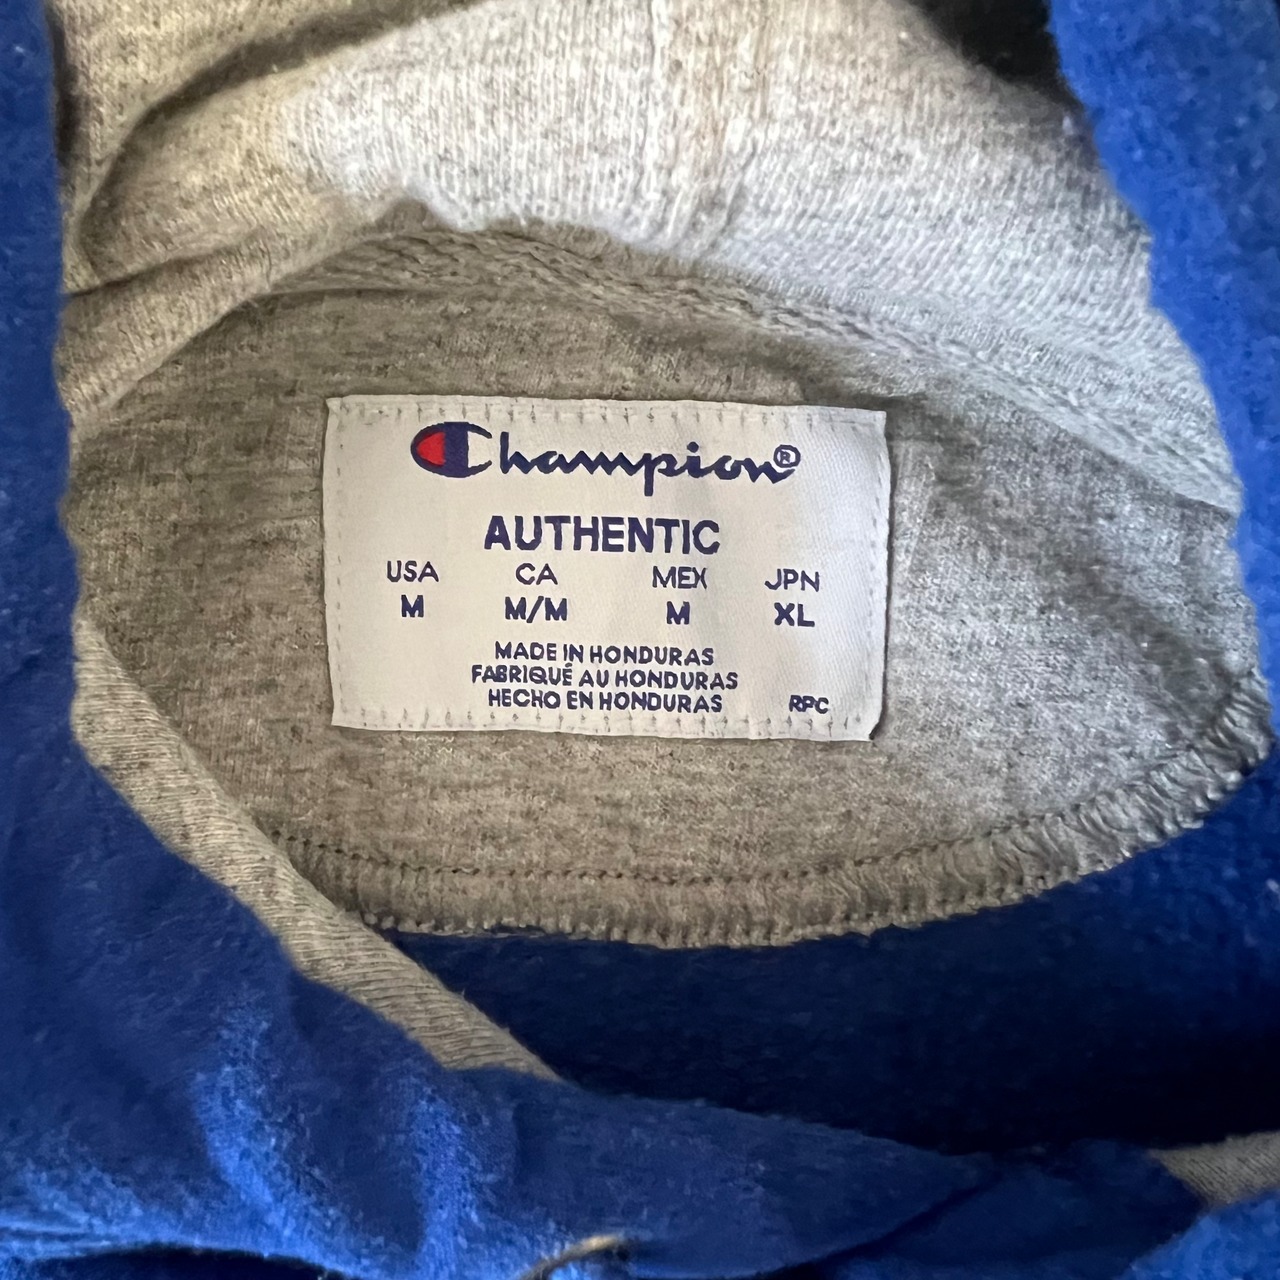 Champion®
AUTHENTIC
USA CA MEX JPN
M M/M M XL
MADE IN HONDURAS
FABRIQUÉ AU HONDURAS
HECHO EN HONDURAS RPC